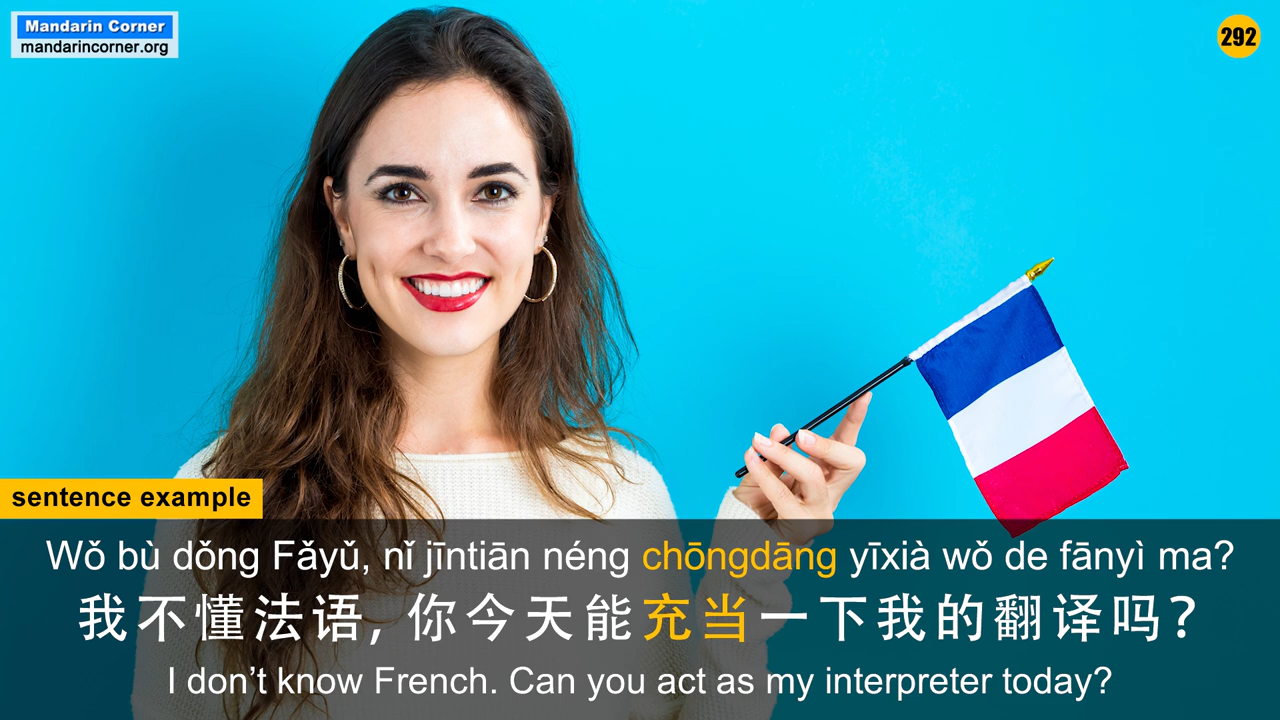 Mandarin Corner
mandarincorner.org
292
sentence example
Wǒ bù dǒng Fǎyǔ, nǐ jīntiān néng chōngdāng yīxià wǒ de fānyì ma?
我不懂法语, 你今天能充当一下我的翻译吗?
I don’t know French. Can you act as my interpreter today?